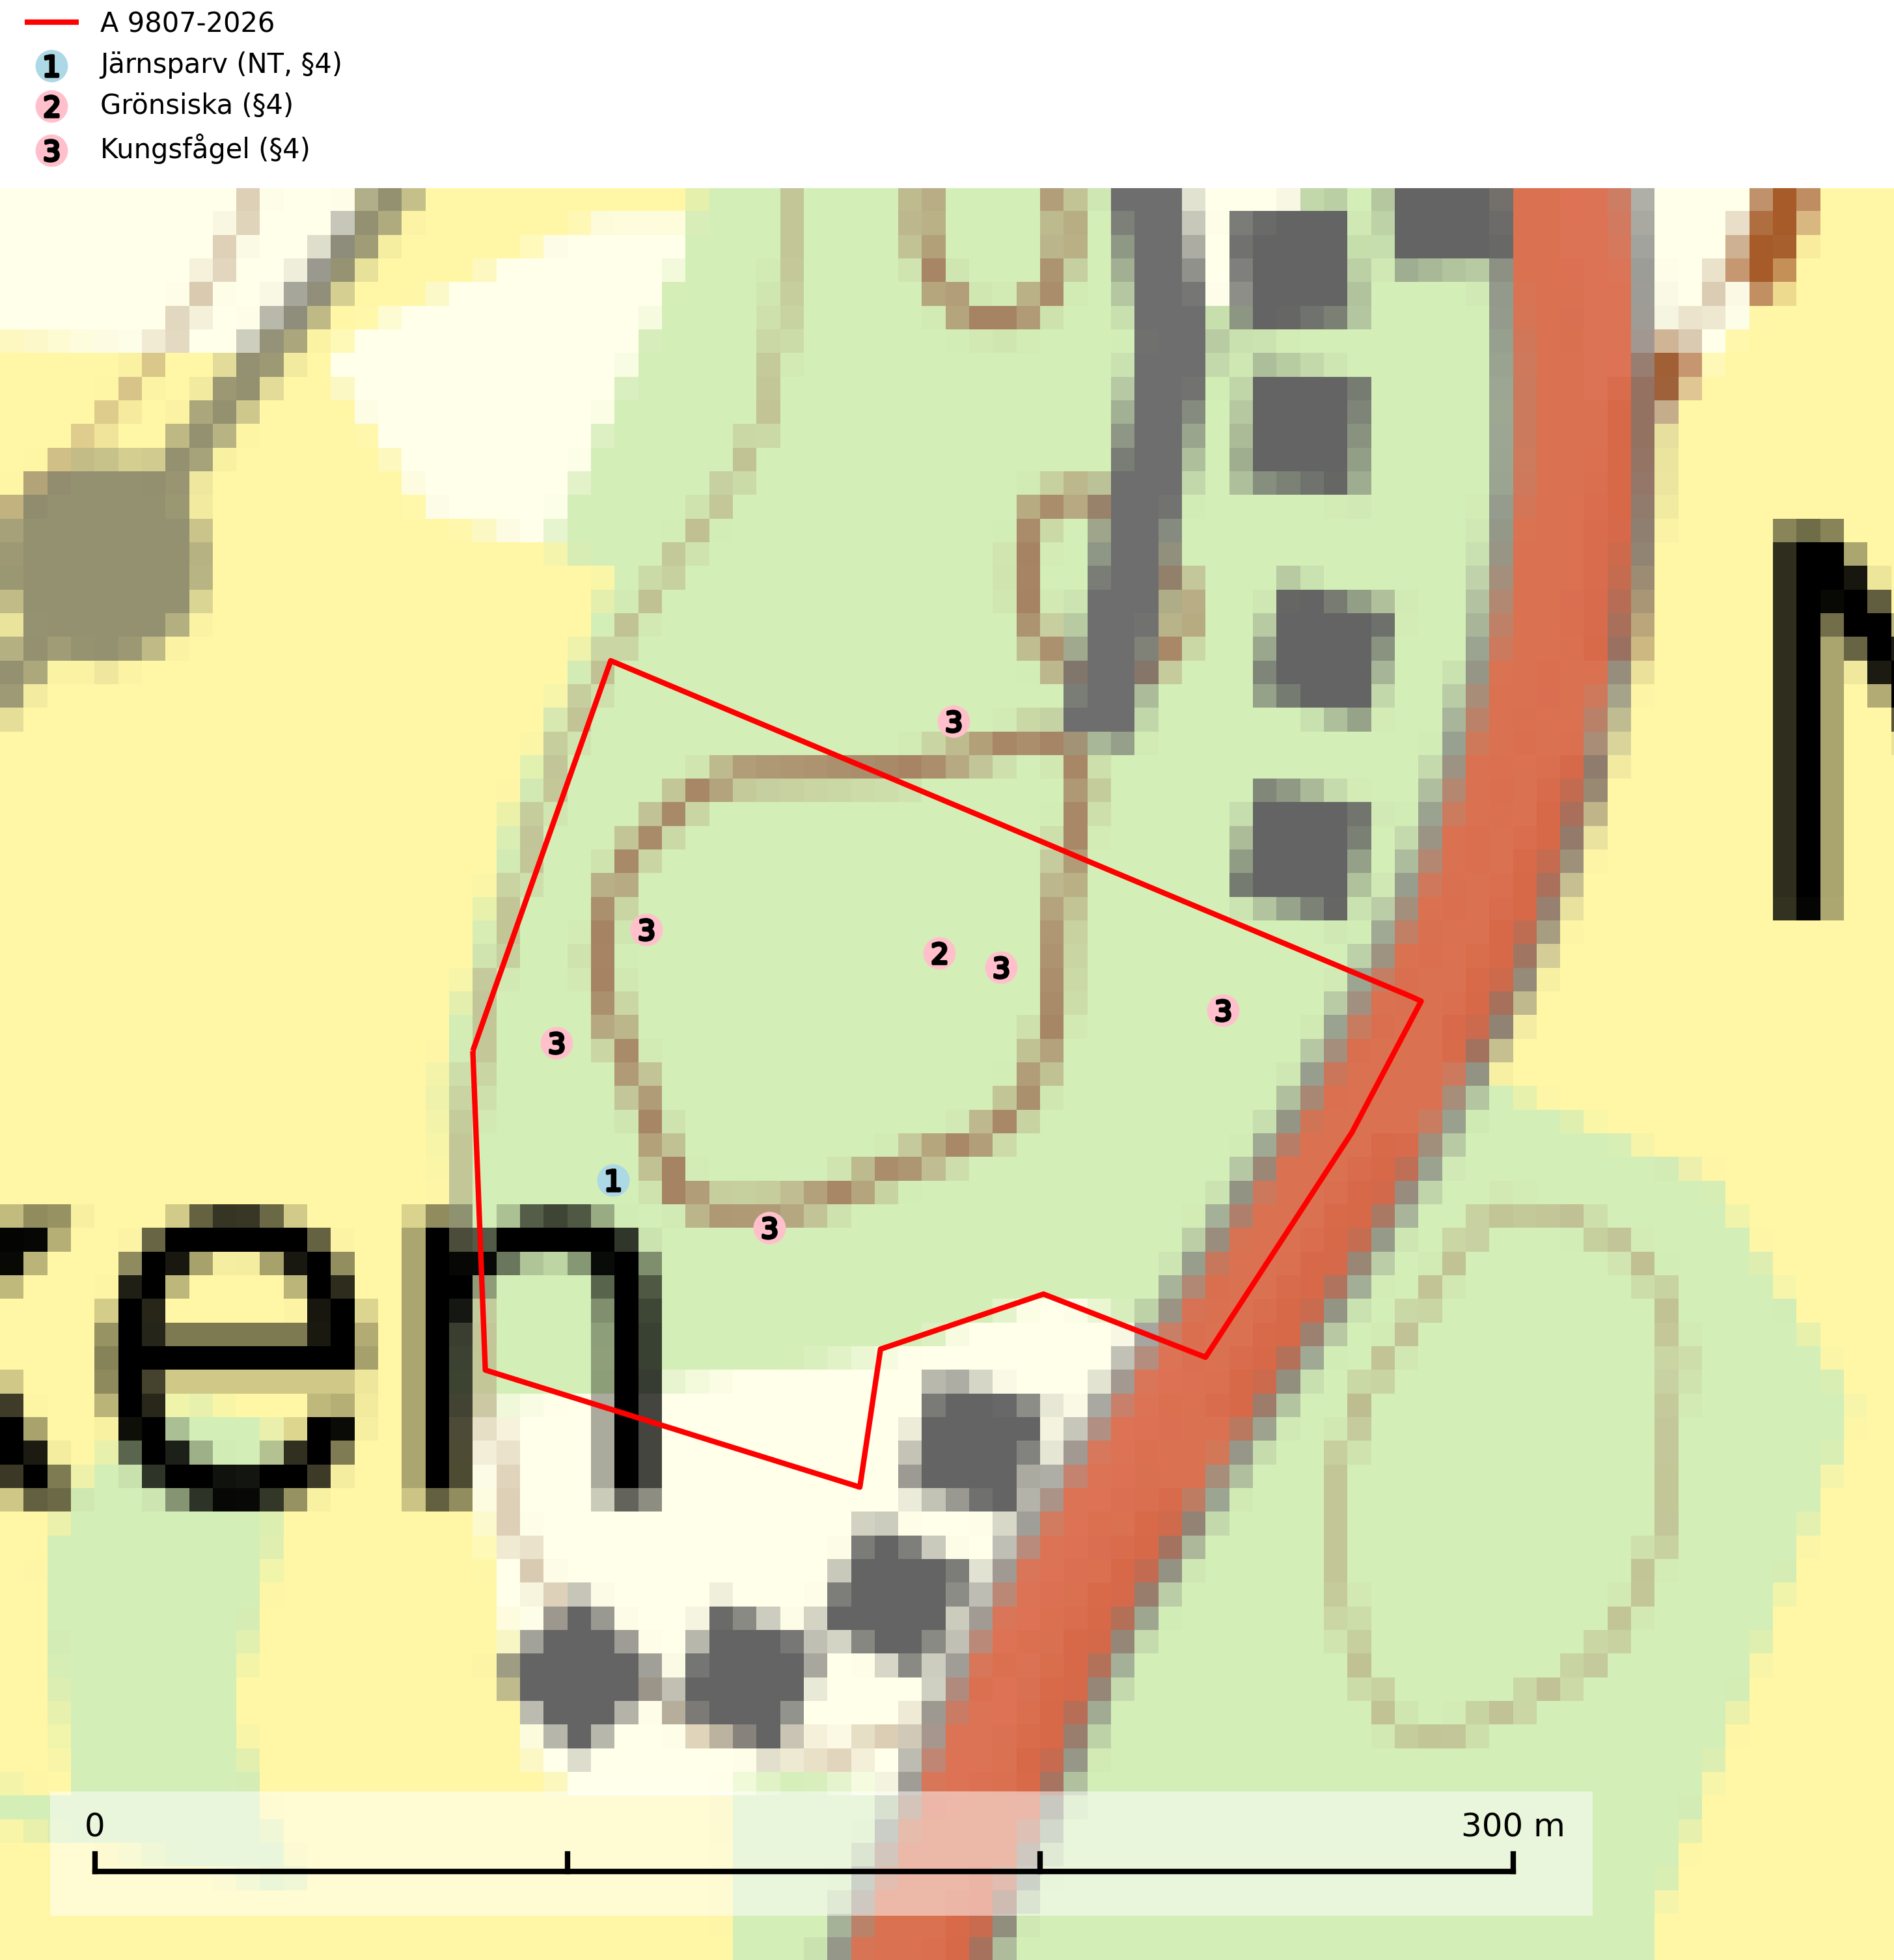 A 9807-2026
1 Järnsparv (NT, §4)
2 Grönsiska (§4)
3 Kungsfågel (§4)
3
3
2
3
3
3
1
3
en
0
300 m